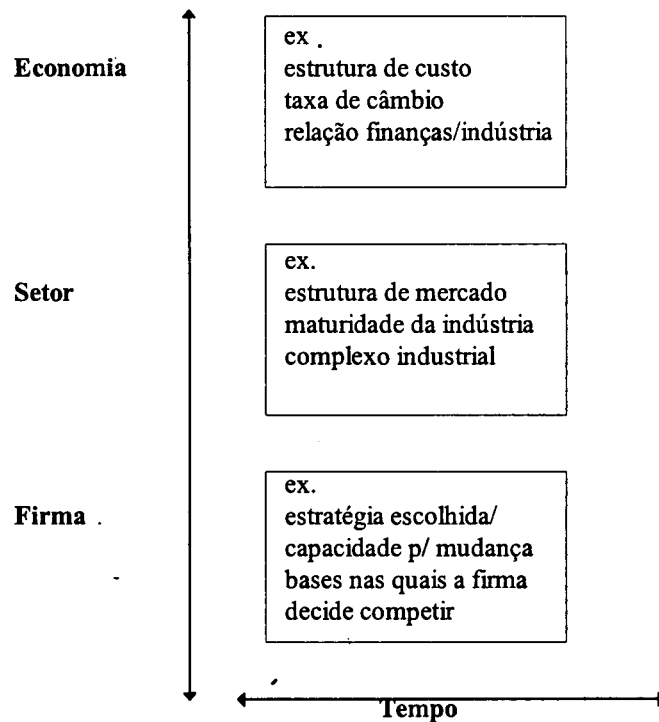 Economia
ex .
estrutura de custo
taxa de câmbio
relação finanças/indústria
Setor
ex.
estrutura de mercado
maturidade da indústria
complexo industrial
Firma
ex.
estratégia escolhida/
capacidade p/ mudança
bases nas quais a firma
decide competir
Tempo